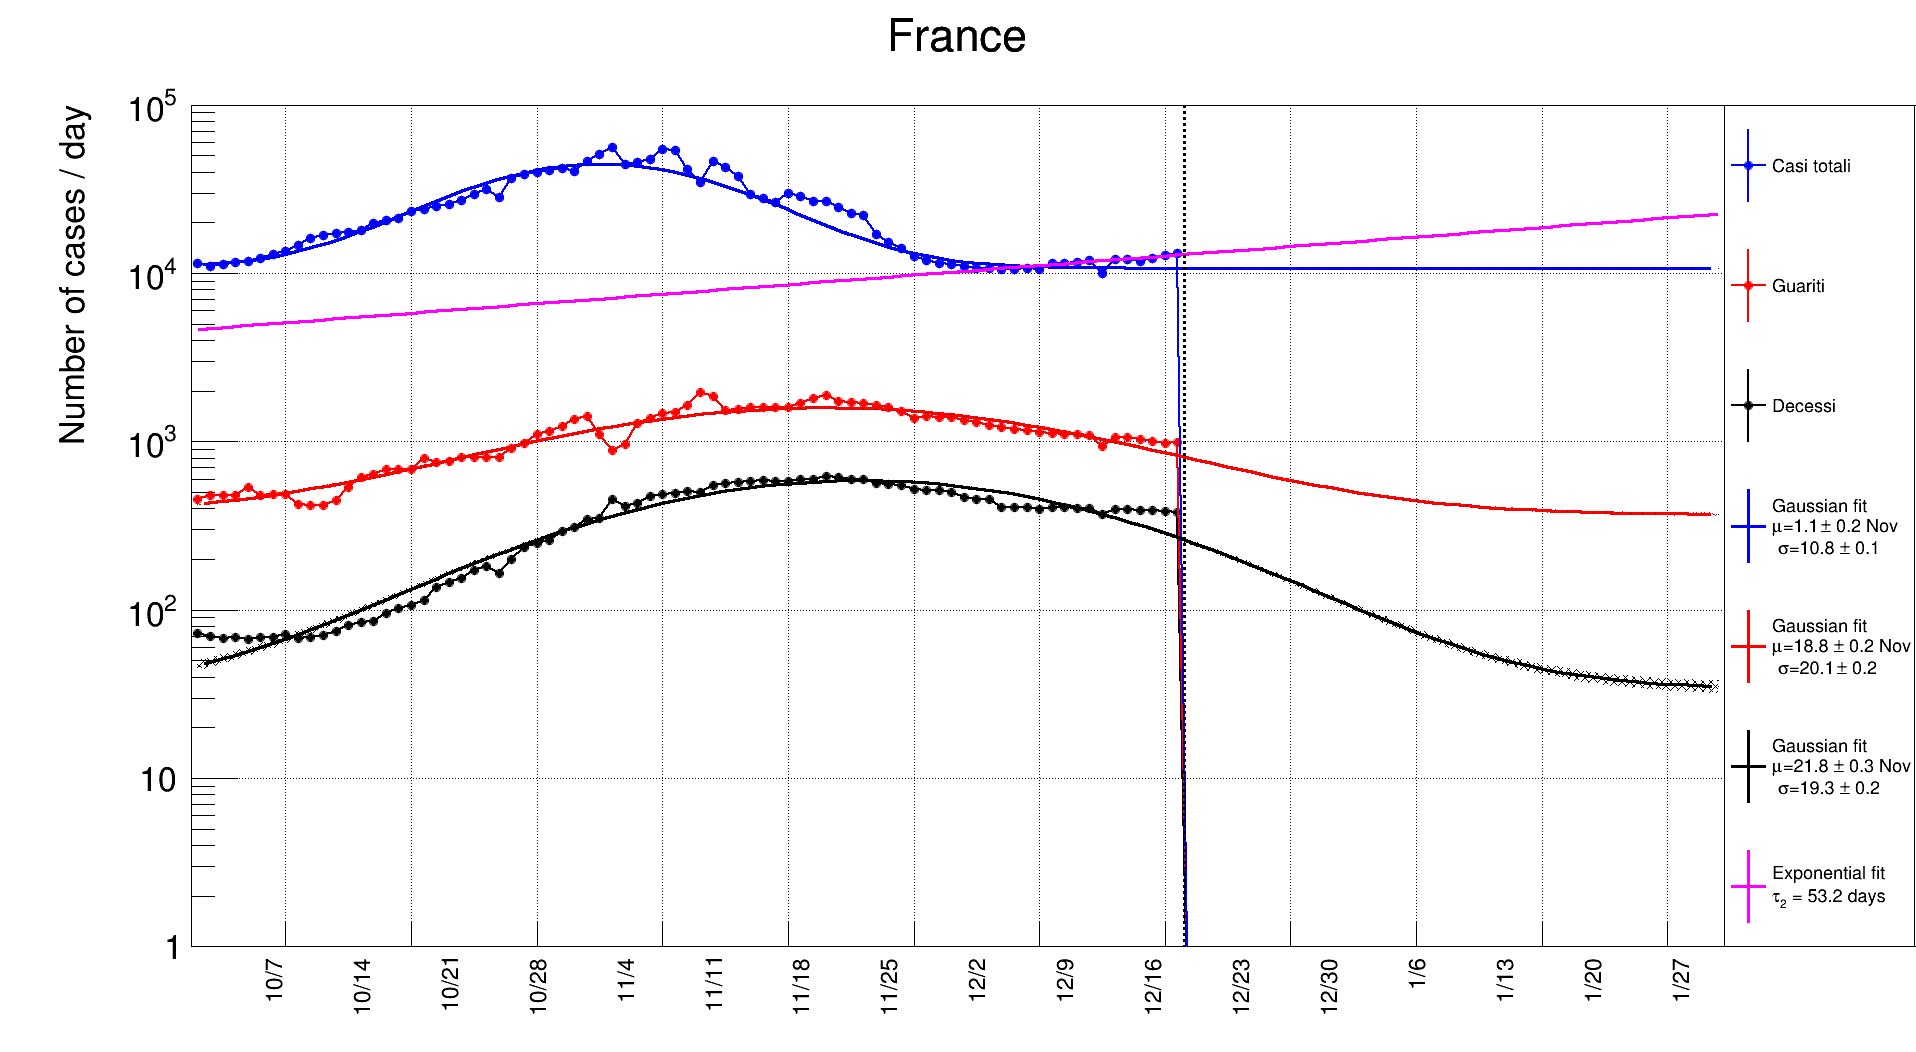 France
Number of cases / day
10^5
10^4
10^3
10^2
10
1
10/7
10/14
10/21
10/28
11/4
11/11
11/18
11/25
12/2
12/9
12/16
12/23
12/30
1/6
1/13
1/20
1/27
Casi totali
Guariti
Decessi
Gaussian fit
μ=1.1 ± 0.2 Nov
σ=10.8 ± 0.1
Gaussian fit
μ=18.8 ± 0.2 Nov
σ=20.1 ± 0.2
Gaussian fit
μ=21.8 ± 0.3 Nov
σ=19.3 ± 0.2
Exponential fit
τ₂ = 53.2 days